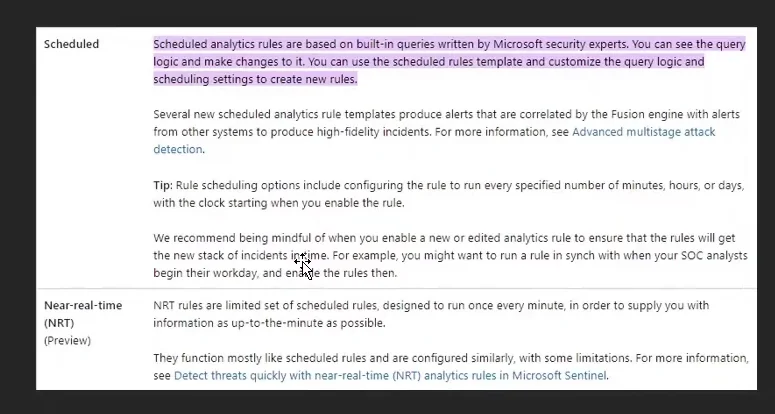 Scheduled
Scheduled analytics rules are based on built-in queries written by Microsoft security experts. You can see the query
logic and make changes to it. You can use the scheduled rules template and customize the query logic and
scheduling settings to create new rules.
Several new scheduled analytics rule templates produce alerts that are correlated by the Fusion engine with alerts
from other systems to produce high-fidelity incidents. For more information, see Advanced multistage attack
detection.
Tip: Rule scheduling options include configuring the rule to run every specified number of minutes, hours, or days,
with the clock starting when you enable the rule.
We recommend being mindful of when you enable a new or edited analytics rule to ensure that the rules will get
the new stack of incidents in time. For example, you might want to run a rule in synch with when your SOC analysts
begin their workday, and enable the rules then.
Near-real-time
(NRT)
(Preview)
NRT rules are limited set of scheduled rules, designed to run once every minute, in order to supply you with
information as up-to-the-minute as possible.
They function mostly like scheduled rules and are configured similarly, with some limitations. For more information,
see Detect threats quickly with near-real-time (NRT) analytics rules in Microsoft Sentinel.